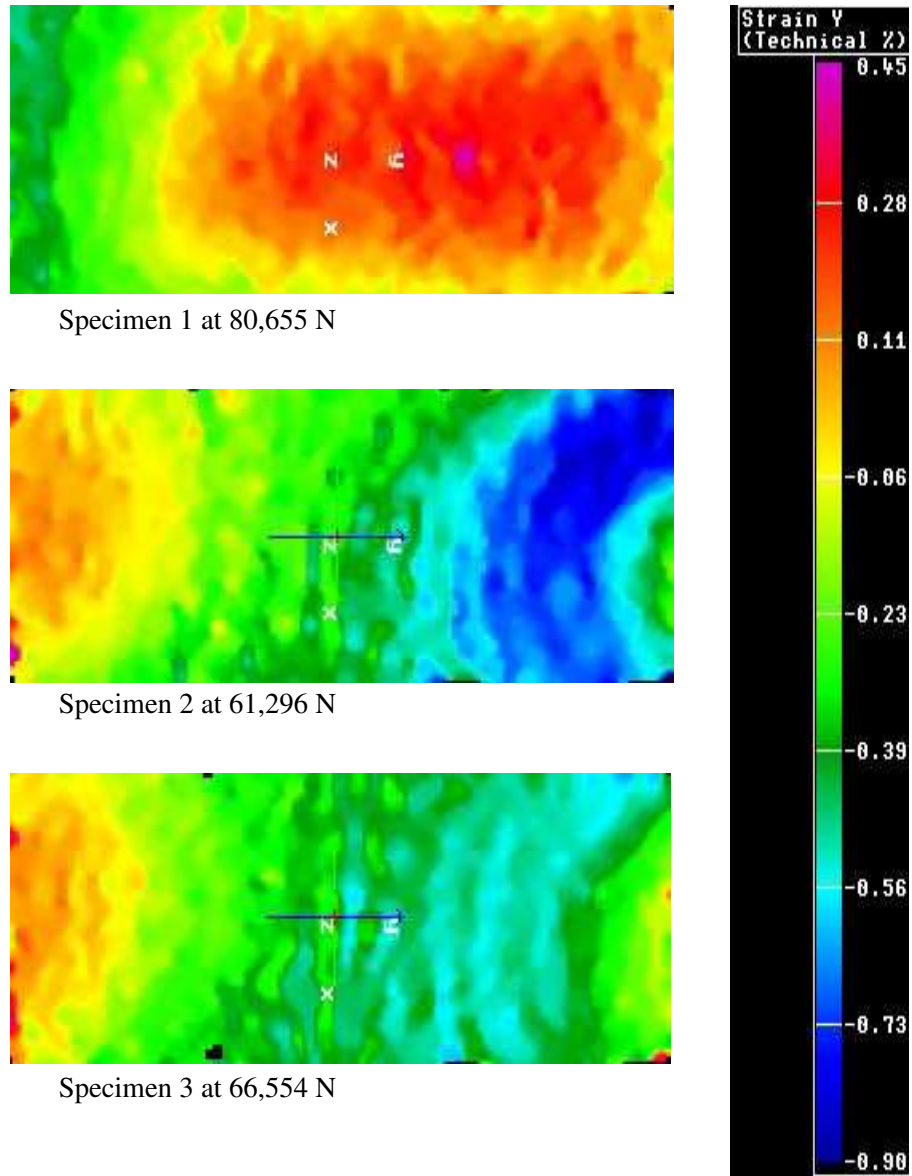 Strain Y
(Technical %)
0.45
0.28
0.11
-0.06
-0.23
-0.39
-0.56
-0.73
-0.90
z y
x
Specimen 1 at 80,655 N
z y
x
Specimen 2 at 61,296 N
z y
x
Specimen 3 at 66,554 N